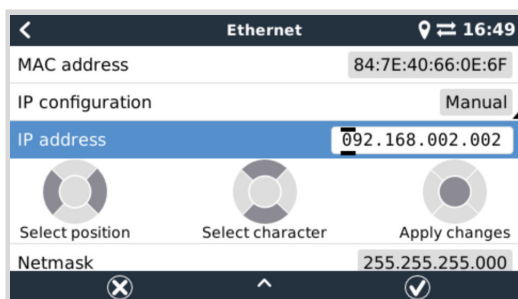 Ethernet 16:49
MAC address 84:7E:40:66:0E:6F
IP configuration Manual
IP address 092.168.002.002
Select position Select character Apply changes
Netmask 255.255.255.000